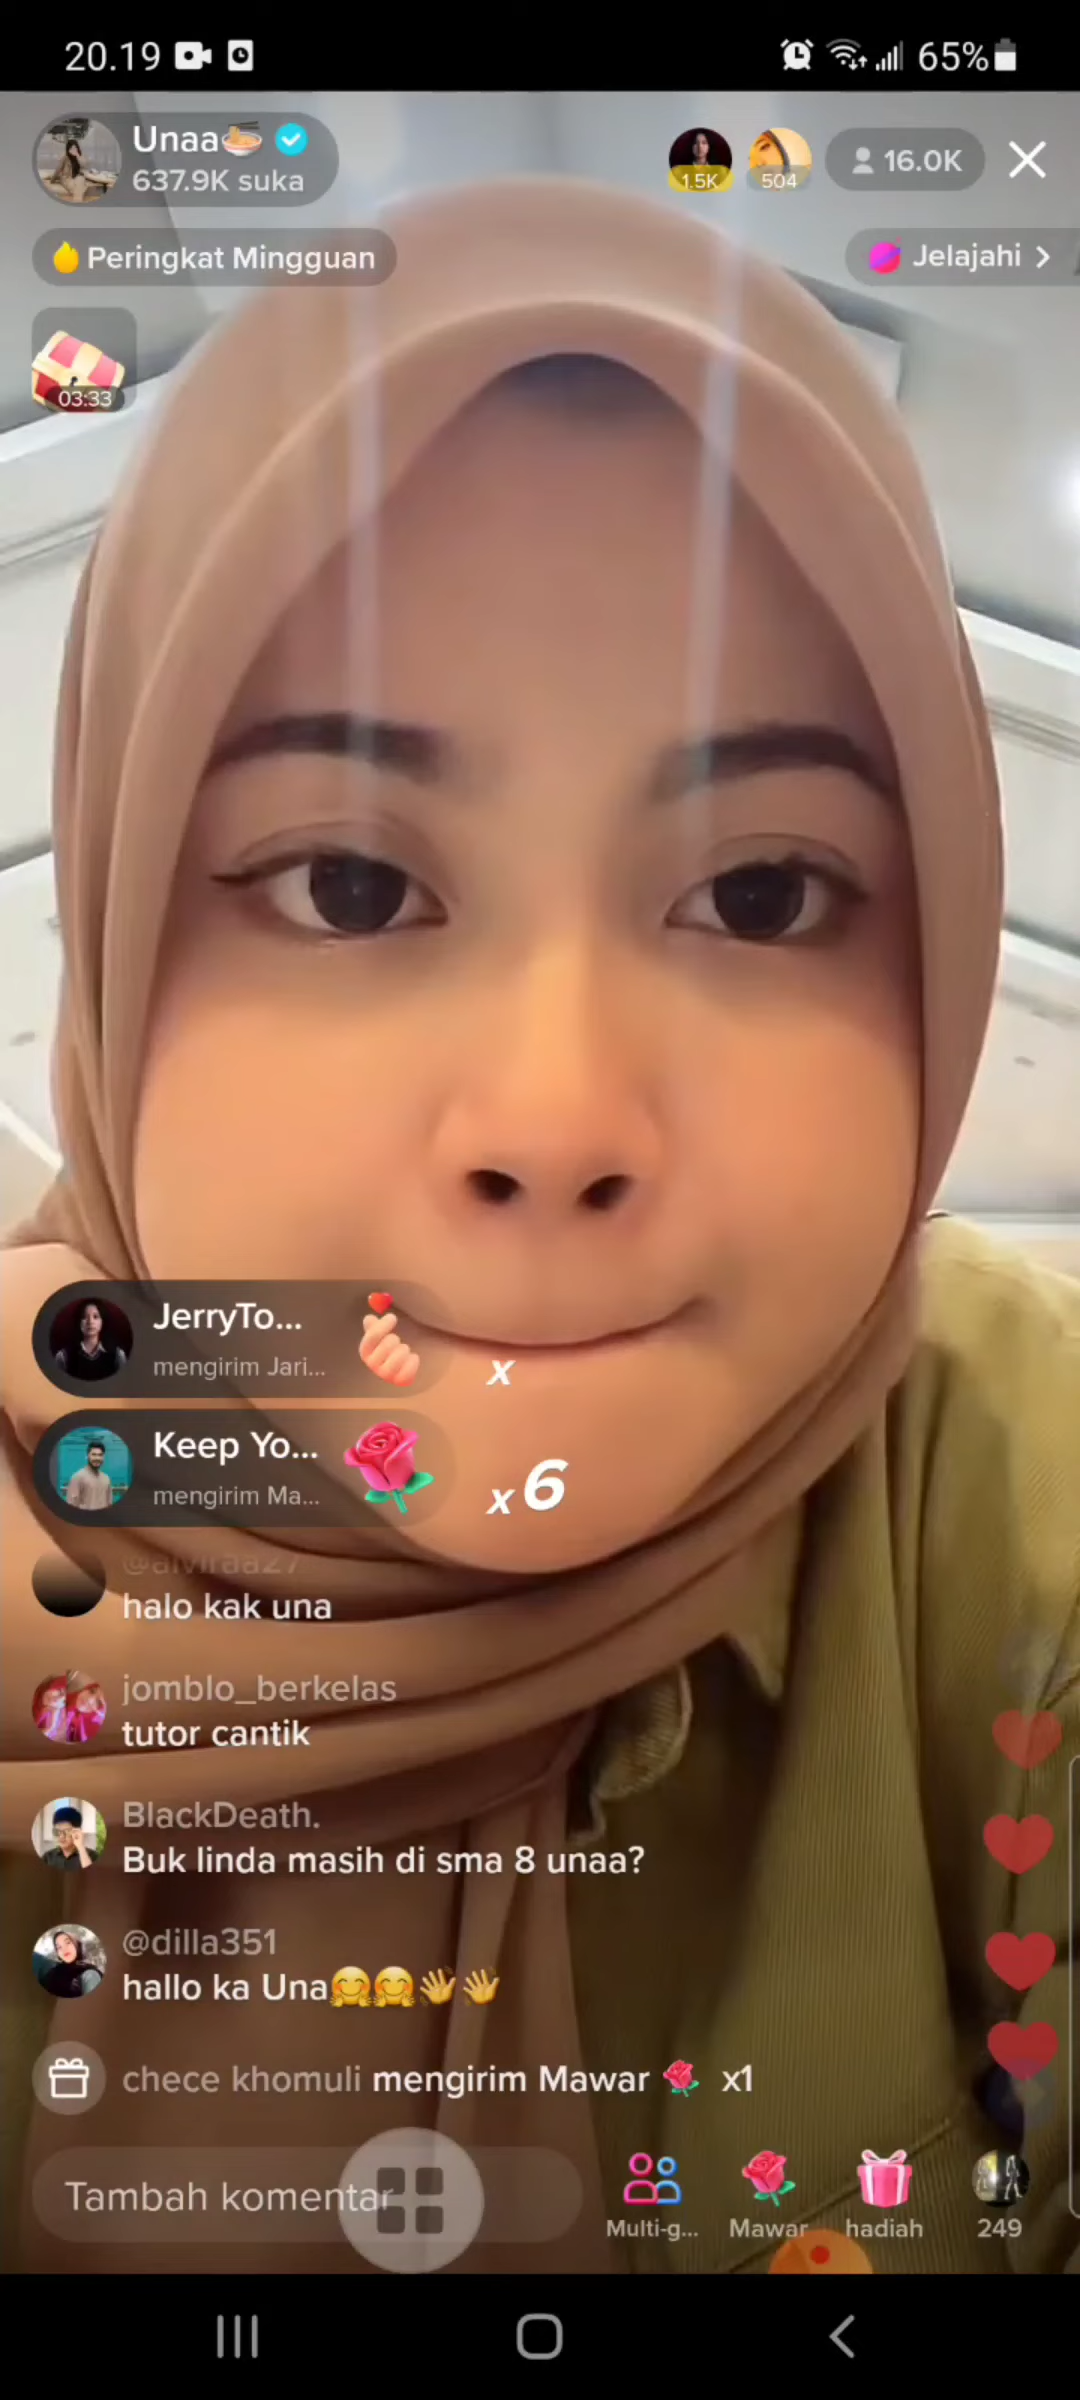 20.19
65%
Unaa
637.9K suka
1.5K
504
16.0K
Peringkat Mingguan
Jelajahi
03:33
JerryTo...
mengirim Jari...
x
Keep Yo...
mengirim Ma...
x6
@alviraa27
halo kak una
jomblo_berkelas
tutor cantik
BlackDeath.
Buk linda masih di sma 8 unaa?
@dilla351
hallo ka Una🤗🤗👋👋
chece khomuli mengirim Mawar 🌹 x1
Tambah komentar
Multi-g...
Mawar
hadiah
249